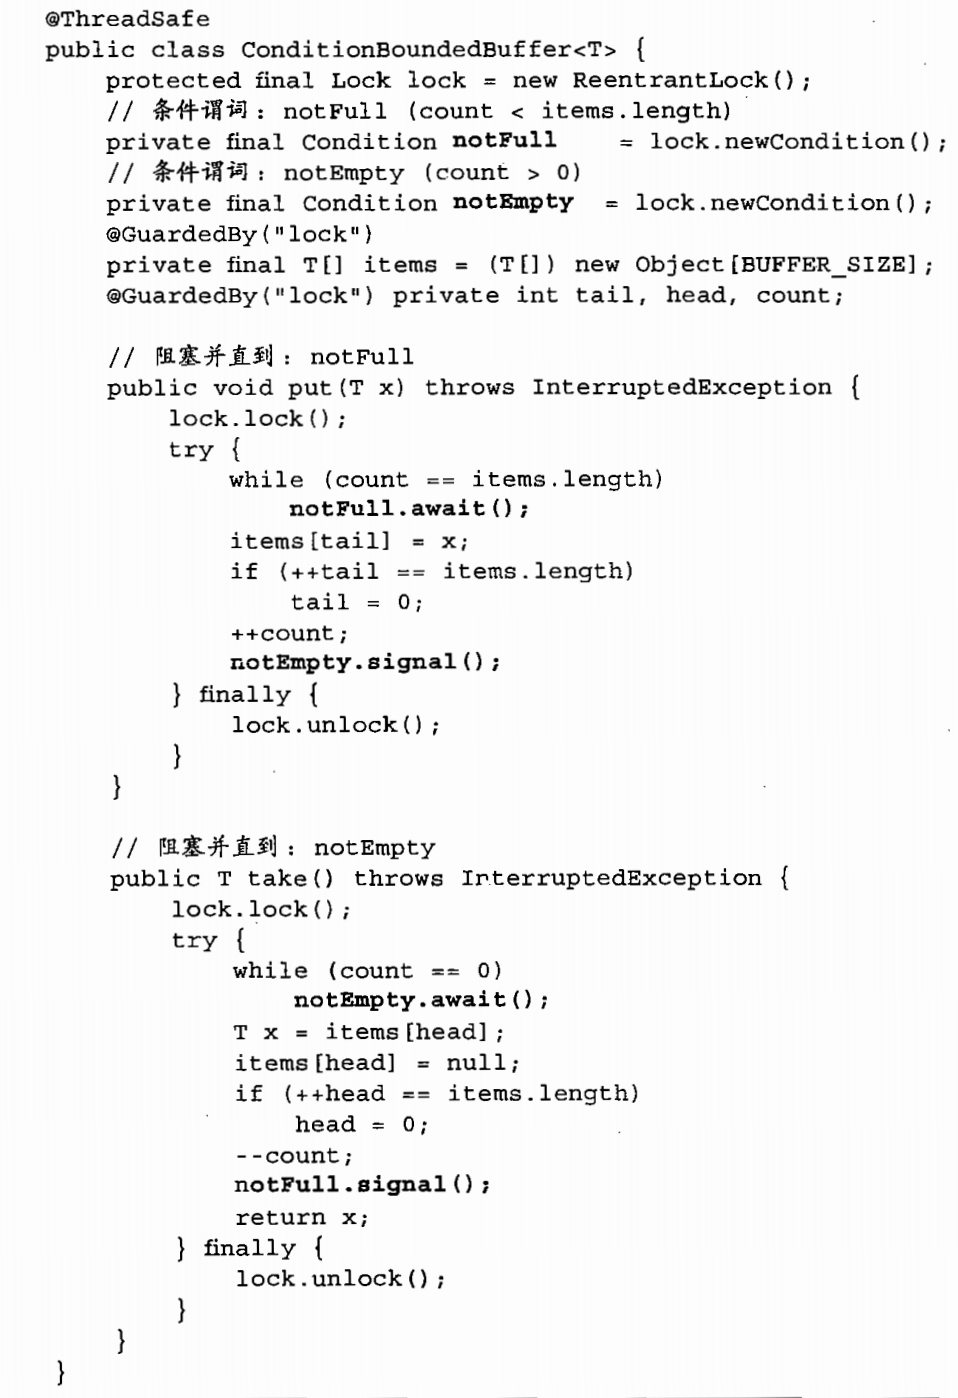 @ThreadSafe
public class ConditionBoundedBuffer<T> {
    protected final Lock lock = new ReentrantLock();
    // 条件谓词：notFull (count < items.length)
    private final Condition notFull    = lock.newCondition();
    // 条件谓词：notEmpty (count > 0)
    private final Condition notEmpty  = lock.newCondition();
    @GuardedBy("lock")
    private final T[] items = (T[]) new Object[BUFFER_SIZE];
    @GuardedBy("lock") private int tail, head, count;

    // 阻塞并直到：notFull
    public void put(T x) throws InterruptedException {
        lock.lock();
        try {
            while (count == items.length)
                notFull.await();
            items[tail] = x;
            if (++tail == items.length)
                tail = 0;
            ++count;
            notEmpty.signal();
        } finally {
            lock.unlock();
        }
    }

    // 阻塞并直到：notEmpty
    public T take() throws InterruptedException {
        lock.lock();
        try {
            while (count == 0)
                notEmpty.await();
            T x = items[head];
            items[head] = null;
            if (++head == items.length)
                head = 0;
            --count;
            notFull.signal();
            return x;
        } finally {
            lock.unlock();
        }
    }
}